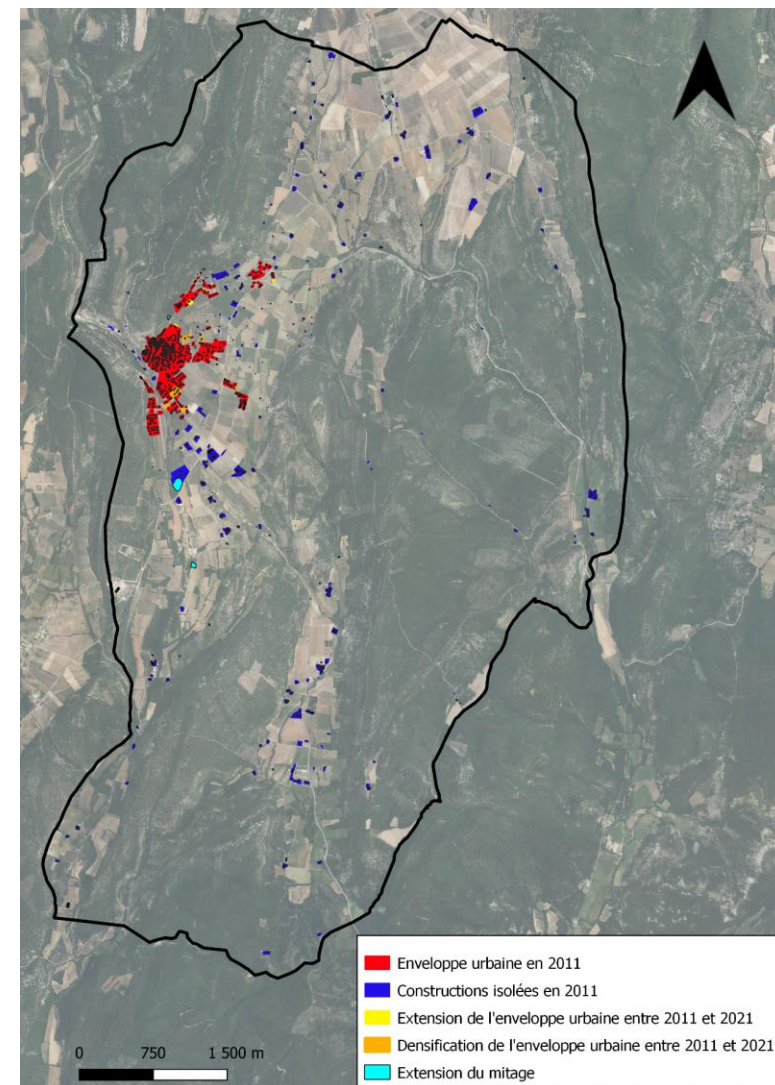 Enveloppe urbaine en 2011
Constructions isolées en 2011
Extension de l'enveloppe urbaine entre 2011 et 2021
Densification de l'enveloppe urbaine entre 2011 et 2021
Extension du mitage
0 750 1 500 m